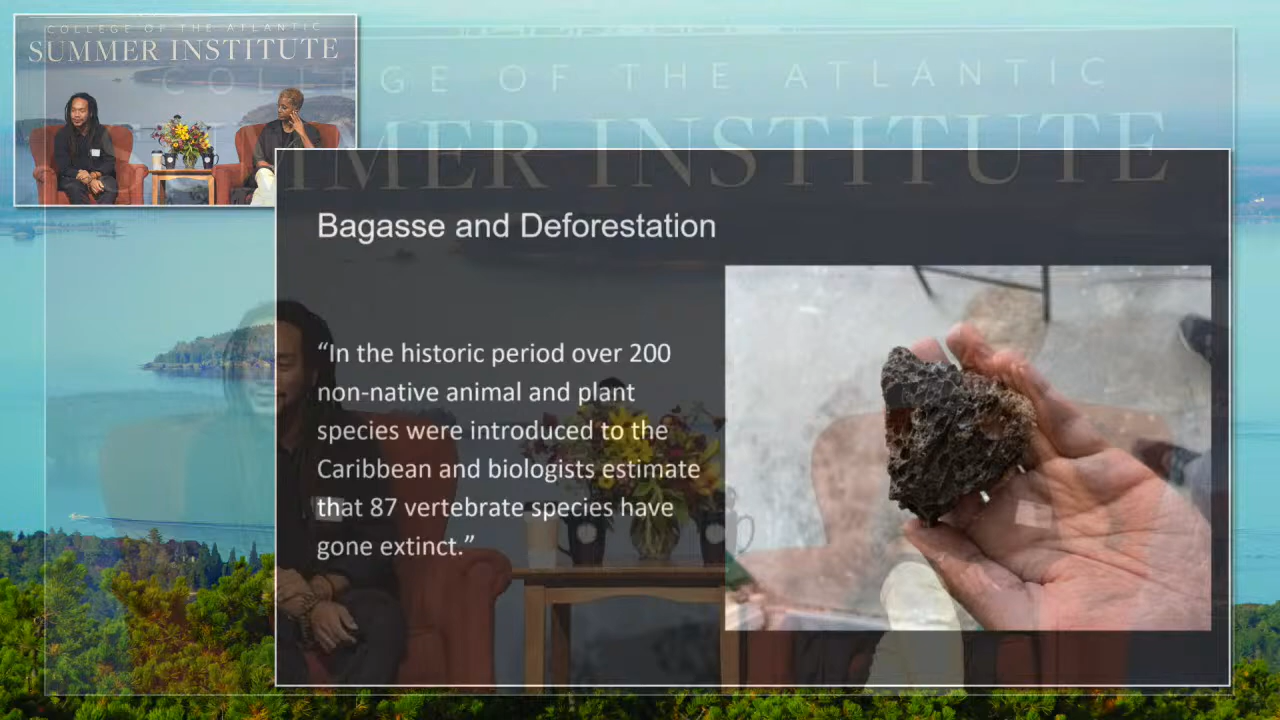 COLLEGE OF THE ATLANTIC
SUMMER INSTITUTE
GE OF THE ATLANTIC
MER INSTITUTE
Bagasse and Deforestation
“In the historic period over 200
non-native animal and plant
species were introduced to the
Caribbean and biologists estimate
that 87 vertebrate species have
gone extinct.”